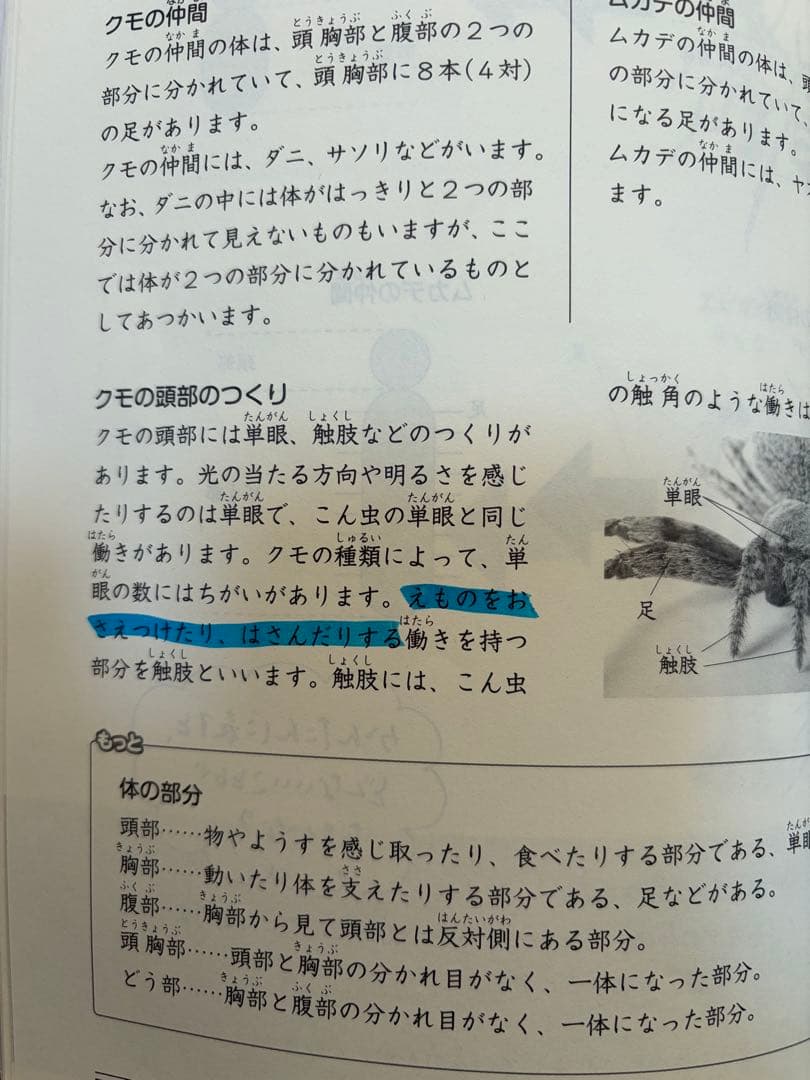 クモの仲間
クモの仲間の体は、頭胸部と腹部の２つの
部分に分かれていて、頭胸部に８本(４対)
の足があります。
クモの仲間には、ダニ、サソリなどがいます。
なお、ダニの中には体がはっきりと２つの部
分に分かれて見えないものもいますが、ここ
では体が２つの部分に分かれているものと
してあつかいます。
ムカデの仲間
ムカデの仲間の体は、頭
の部分に分かれていて、
になる足があります。
ムカデの仲間には、ヤ
ます。
クモの頭部のつくり
クモの頭部には単眼、触肢などのつくりが
あります。光の当たる方向や明るさを感じ
たりするのは単眼で、こん虫の単眼と同じ
働きがあります。クモの種類によって、単
眼の数にはちがいがあります。えものをお
さえつけたり、はさんだりする働きを持つ
部分を触肢といいます。触肢には、こん虫
の触角のような働きは
単眼
足
触肢
もっと
体の部分
頭部……物やようすを感じ取ったり、食べたりする部分である、単眼
胸部……動いたり体を支えたりする部分である、足などがある。
腹部……胸部から見て頭部とは反対側にある部分。
頭胸部……頭部と胸部の分かれ目がなく、一体になった部分。
どう部……胸部と腹部の分かれ目がなく、一体になった部分。